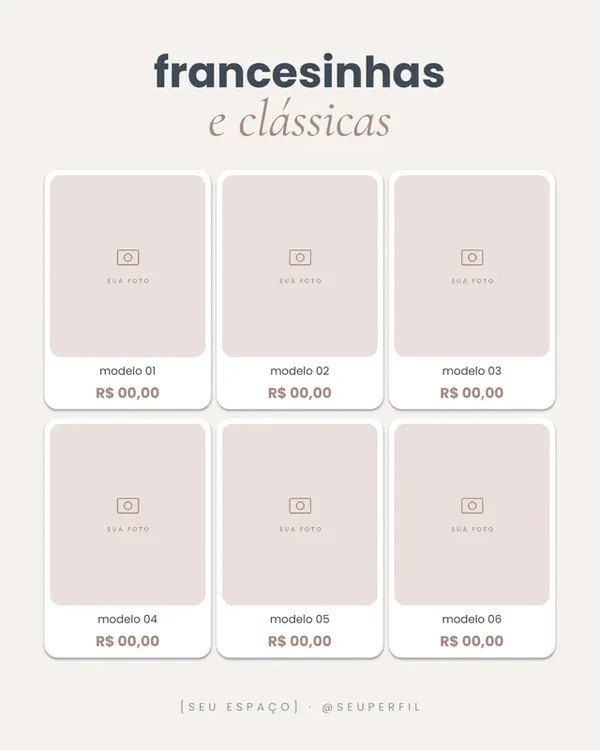 francesinhas
e clássicas
SUA FOTO
SUA FOTO
SUA FOTO
modelo 01
R$ 00,00
modelo 02
R$ 00,00
modelo 03
R$ 00,00
SUA FOTO
SUA FOTO
SUA FOTO
modelo 04
R$ 00,00
modelo 05
R$ 00,00
modelo 06
R$ 00,00
[SEU ESPAÇO] · @SEUPERFIL